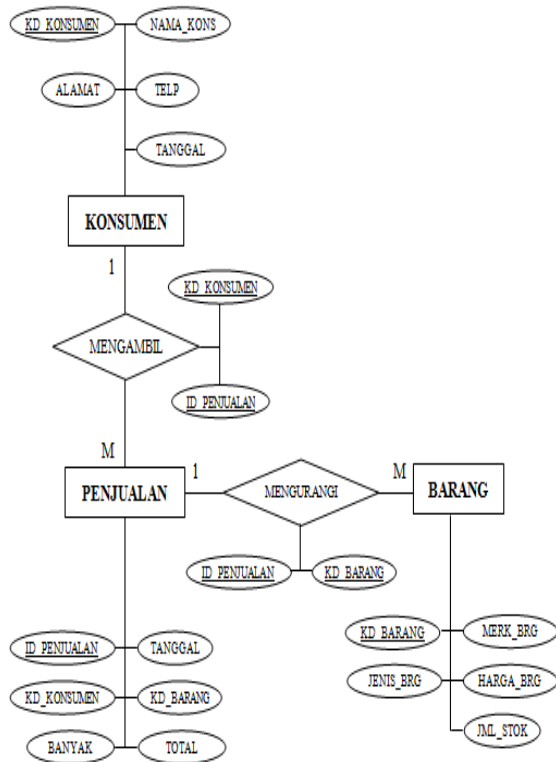 KD_KONSUMEN NAMA_KONS
ALAMAT TELP
TANGGAL
KONSUMEN
1
KD_KONSUMEN
MENGAMBIL
ID_PENJUALAN
M
PENJUALAN 1 MENGURANGI M BARANG
ID_PENJUALAN KD_BARANG
KD_BARANG MERK_BRG
ID_PENJUALAN TANGGAL
JENIS_BRG HARGA_BRG
KD_KONSUMEN KD_BARANG
JML_STOK
BANYAK TOTAL